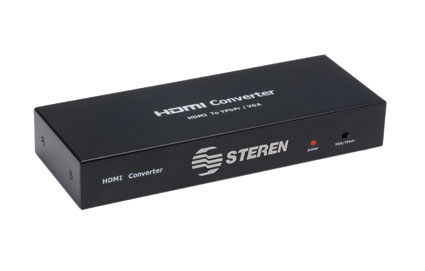 HDMI Converter
HDMI To YPbPr / VGA
HDMI Converter
STEREN
POWER
VGA/YPbPr